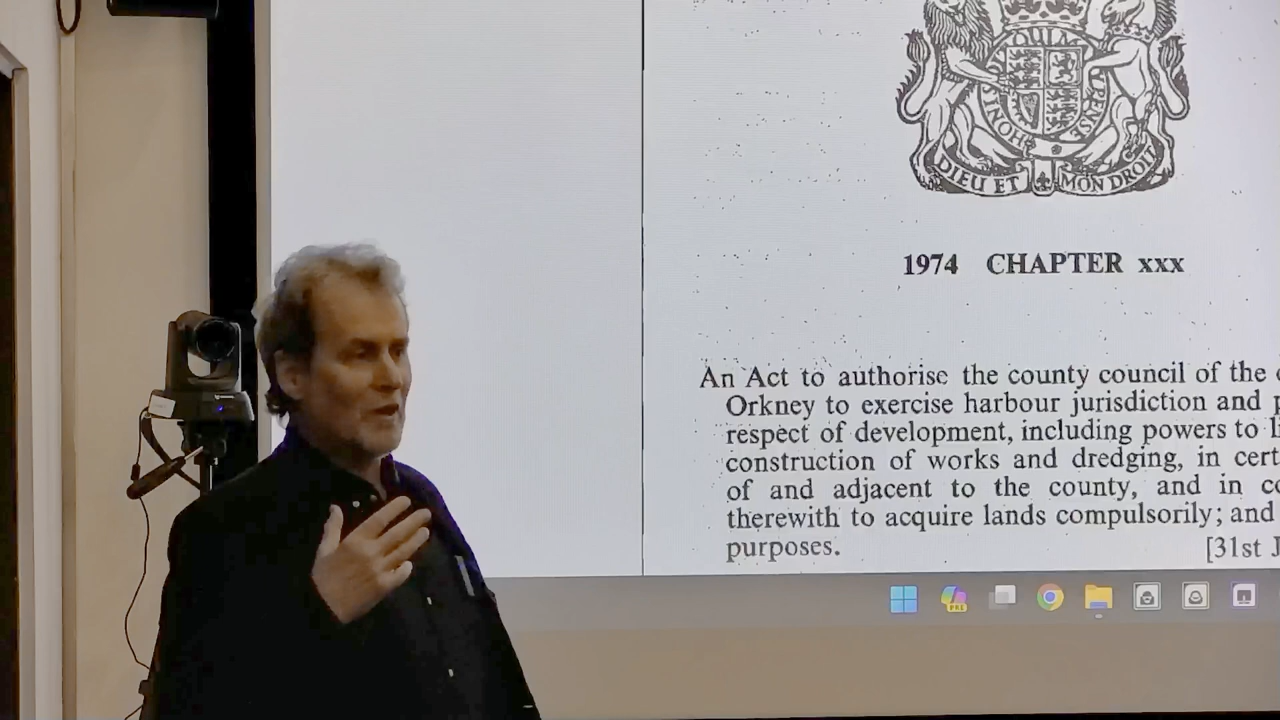 DIEU ET MON DROIT
1974 CHAPTER xxx
An Act to authorise the county council of the
Orkney to exercise harbour jurisdiction and
respect of development, including powers to
construction of works and dredging, in
of and adjacent to the county, and in
therewith to acquire lands compulsorily; and
purposes. [31st
PRE